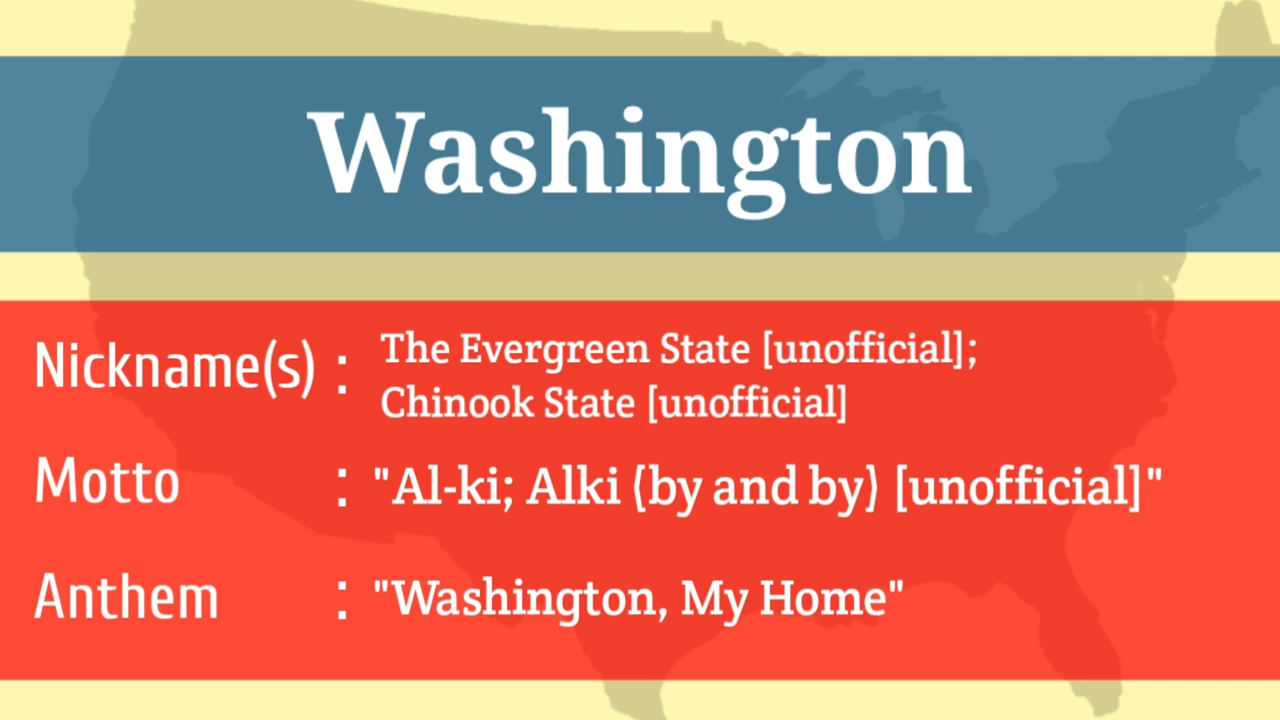 Washington
Nickname(s) : The Evergreen State [unofficial];
Chinook State [unofficial]
Motto : "Al-ki; Alki (by and by) [unofficial]"
Anthem : "Washington, My Home"